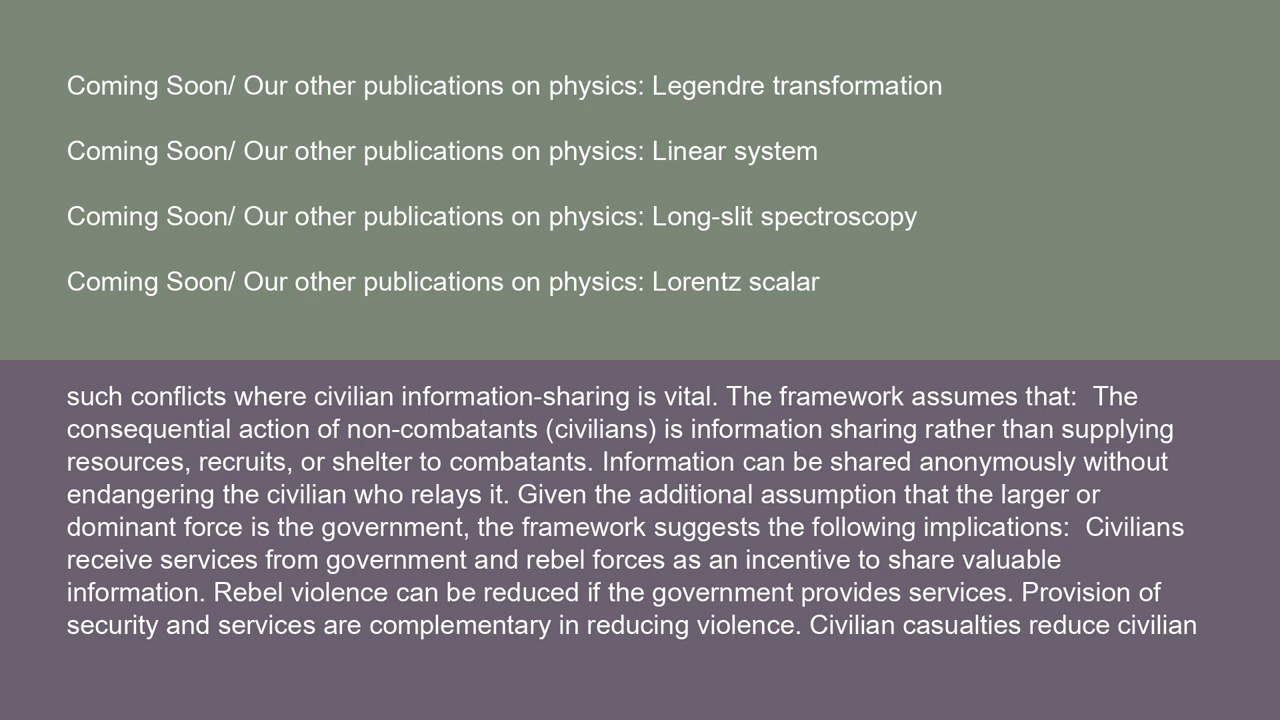 Coming Soon/ Our other publications on physics: Legendre transformation
Coming Soon/ Our other publications on physics: Linear system
Coming Soon/ Our other publications on physics: Long-slit spectroscopy
Coming Soon/ Our other publications on physics: Lorentz scalar
such conflicts where civilian information-sharing is vital. The framework assumes that:  The
consequential action of non-combatants (civilians) is information sharing rather than supplying
resources, recruits, or shelter to combatants. Information can be shared anonymously without
endangering the civilian who relays it. Given the additional assumption that the larger or
dominant force is the government, the framework suggests the following implications:  Civilians
receive services from government and rebel forces as an incentive to share valuable
information. Rebel violence can be reduced if the government provides services. Provision of
security and services are complementary in reducing violence. Civilian casualties reduce civilian